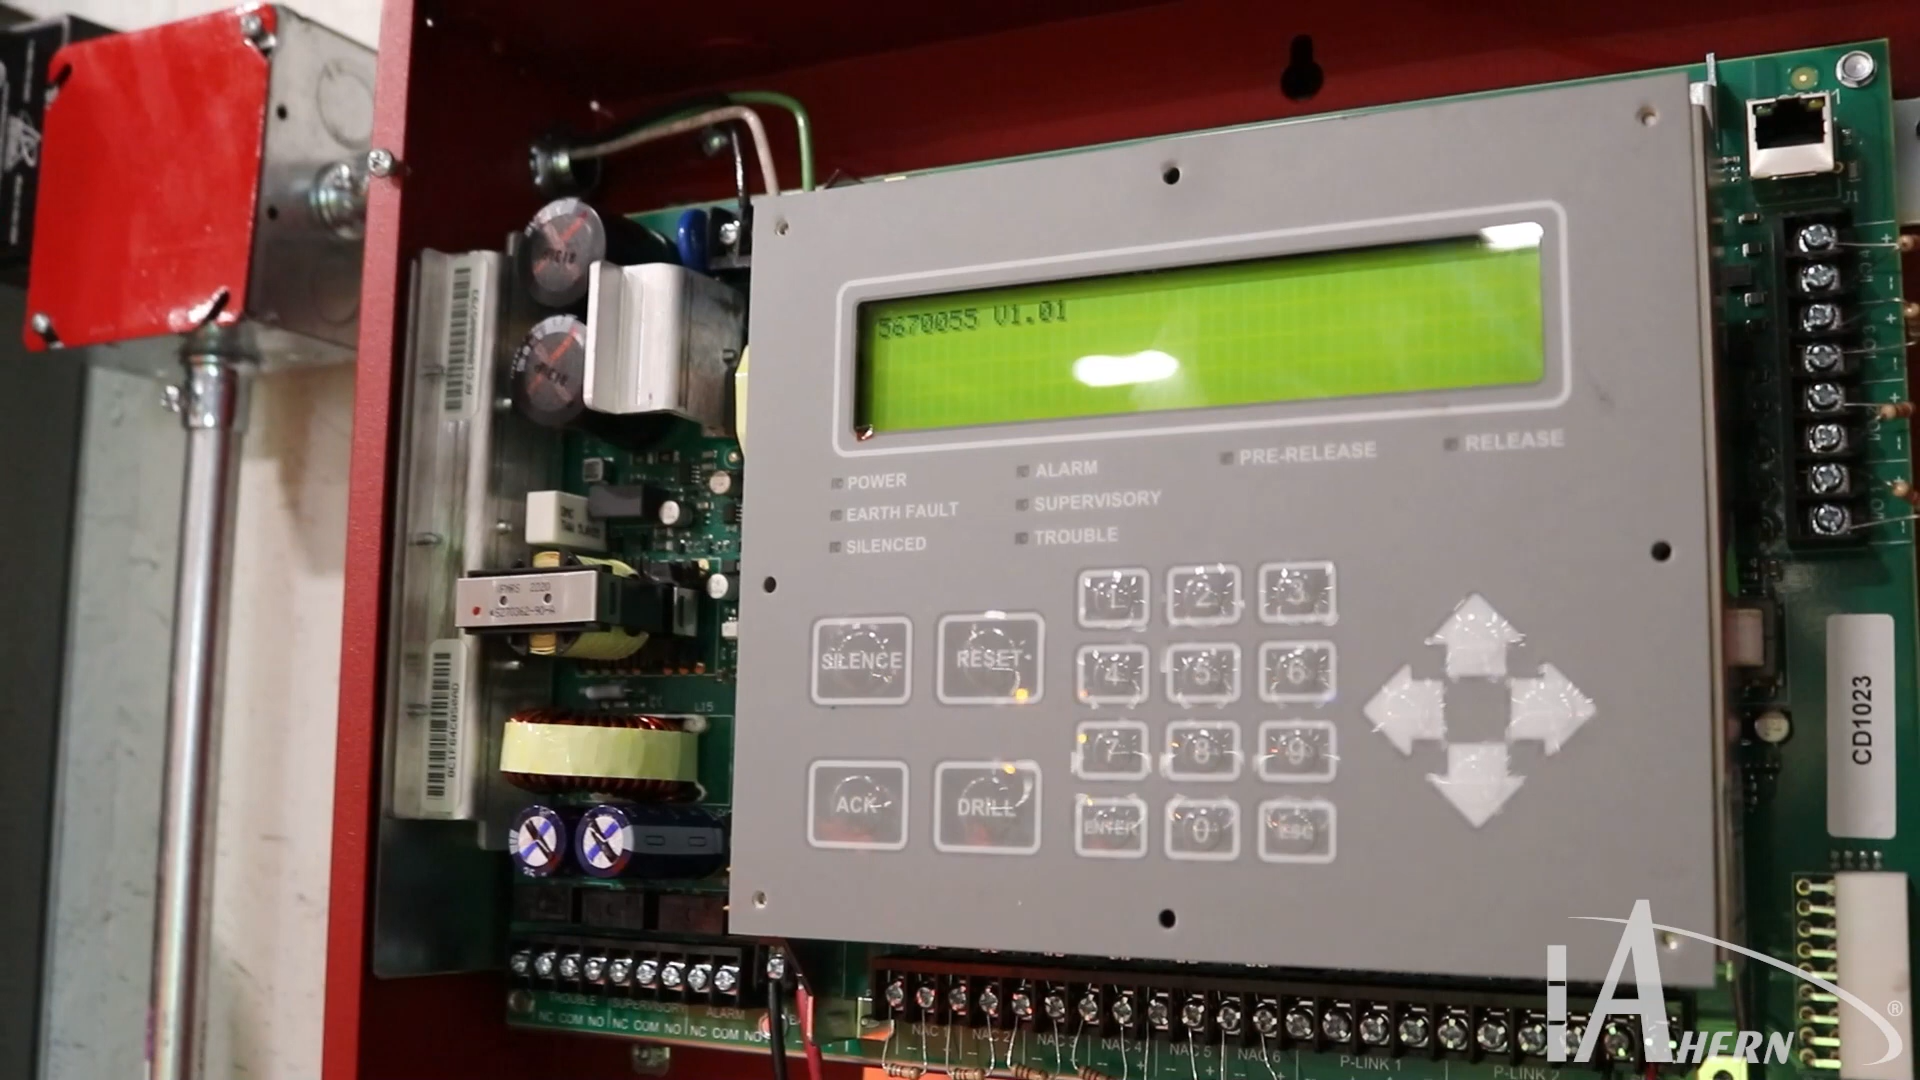 5670055 V1.01
POWER
ALARM
PRE-RELEASE
RELEASE
EARTH FAULT
SUPERVISORY
SILENCED
TROUBLE
SILENCE
RESET
1
2
3
4
5
6
7
8
9
ACK
DRILL
ENTER
0
ESC
CD1023
L15
TROUBLE SUPERVISORY ALARM
NC COM NO NC COM NO NC COM NO
NAC 1
NAC 2
NAC 3
NAC 4
NAC 5
NAC 6
P-LINK 1
P-LINK 2
AHERN
®